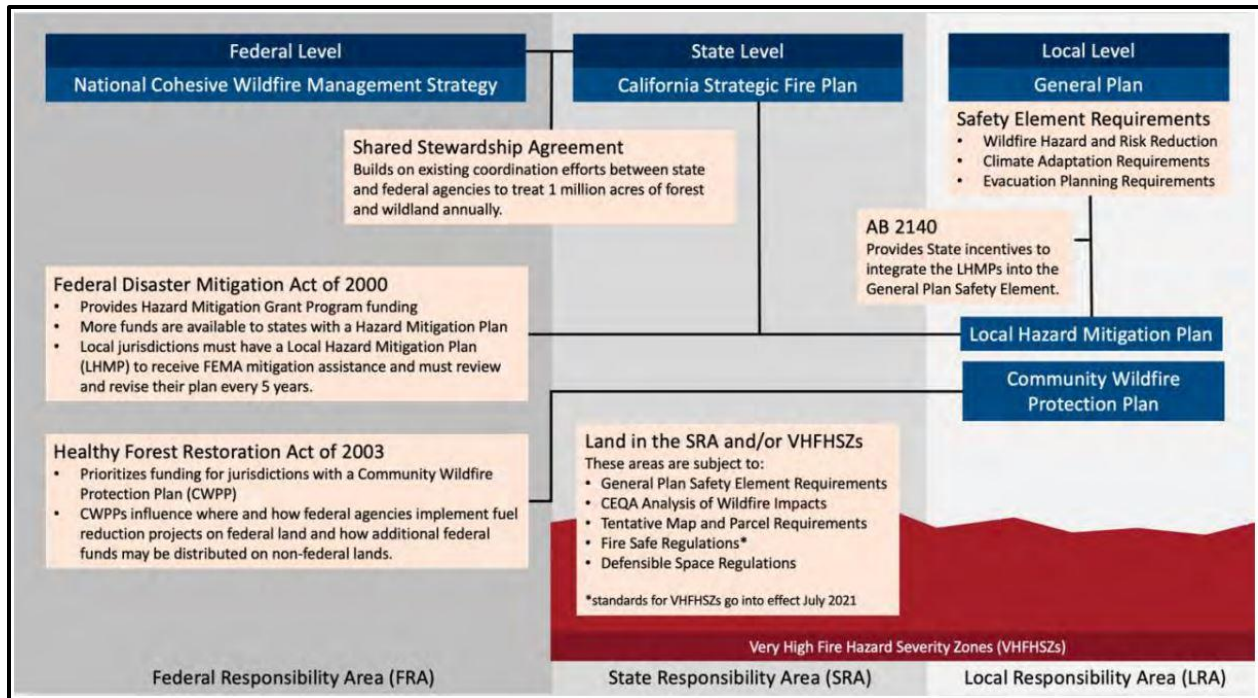 Federal Level
National Cohesive Wildfire Management Strategy
State Level
California Strategic Fire Plan
Local Level
General Plan
Safety Element Requirements
• Wildfire Hazard and Risk Reduction
• Climate Adaptation Requirements
• Evacuation Planning Requirements
Shared Stewardship Agreement
Builds on existing coordination efforts between state
and federal agencies to treat 1 million acres of forest
and wildland annually.
AB 2140
Provides State incentives to
integrate the LHMPs into the
General Plan Safety Element.
Federal Disaster Mitigation Act of 2000
• Provides Hazard Mitigation Grant Program funding
• More funds are available to states with a Hazard Mitigation Plan
• Local jurisdictions must have a Local Hazard Mitigation Plan
(LHMP) to receive FEMA mitigation assistance and must review
and revise their plan every 5 years.
Local Hazard Mitigation Plan
Community Wildfire
Protection Plan
Healthy Forest Restoration Act of 2003
• Prioritizes funding for jurisdictions with a Community Wildfire
Protection Plan (CWPP)
• CWPPs influence where and how federal agencies implement fuel
reduction projects on federal land and how additional federal
funds may be distributed on non-federal lands.
Land in the SRA and/or VHFHSZs
These areas are subject to:
• General Plan Safety Element Requirements
• CEQA Analysis of Wildfire Impacts
• Tentative Map and Parcel Requirements
• Fire Safe Regulations*
• Defensible Space Regulations
*standards for VHFHSZs go into effect July 2021
Very High Fire Hazard Severity Zones (VHFHSZs)
Federal Responsibility Area (FRA)
State Responsibility Area (SRA)
Local Responsibility Area (LRA)